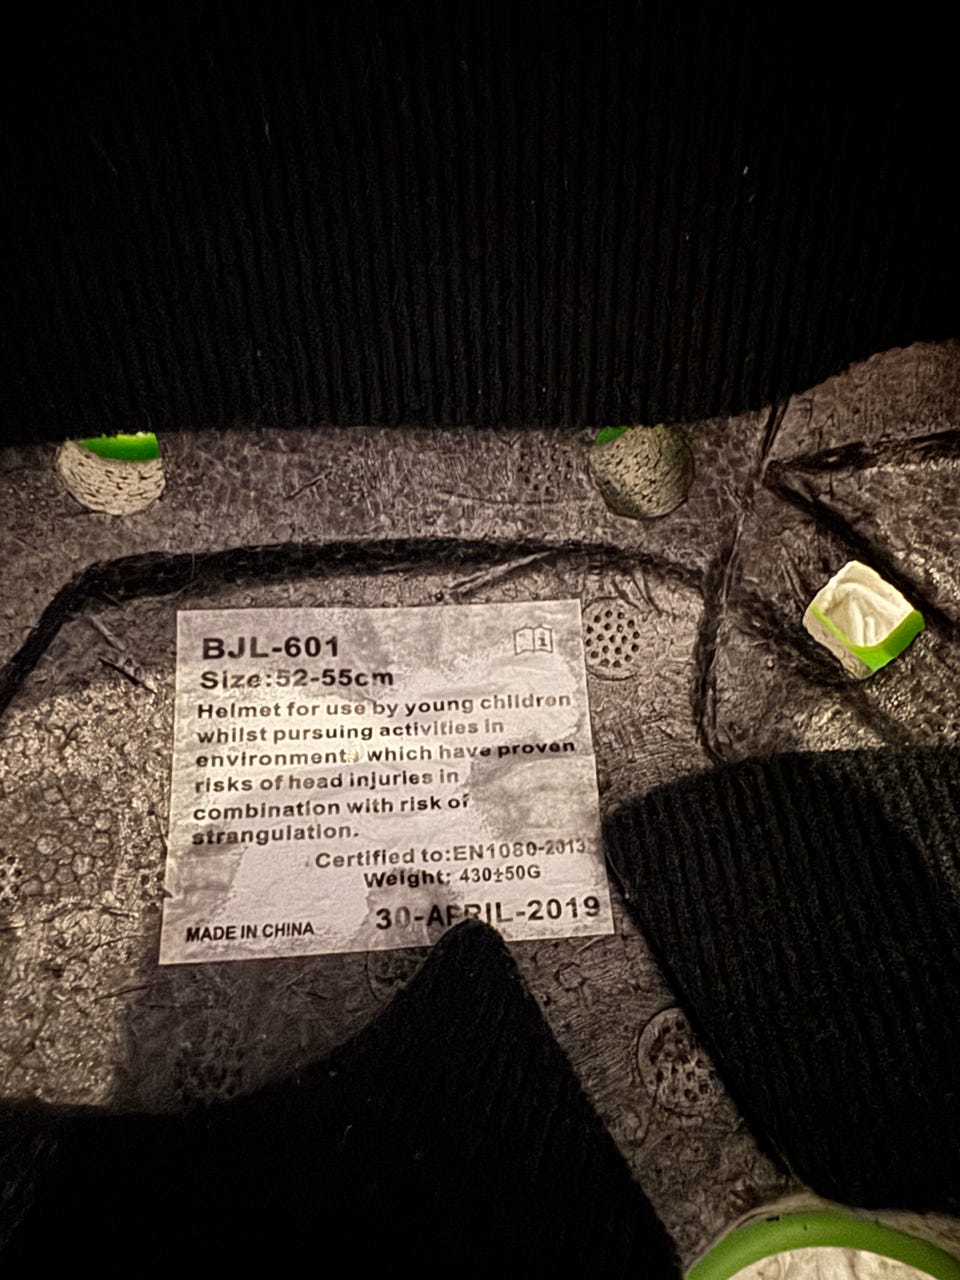 BJL-601
Size:52-55cm
Helmet for use by young children
whilst pursuing activities in
environments which have proven
risks of head injuries in
combination with risk of
strangulation.
Certified to:EN1080-2013
Weight: 430±50G
MADE IN CHINA 30-APRIL-2019